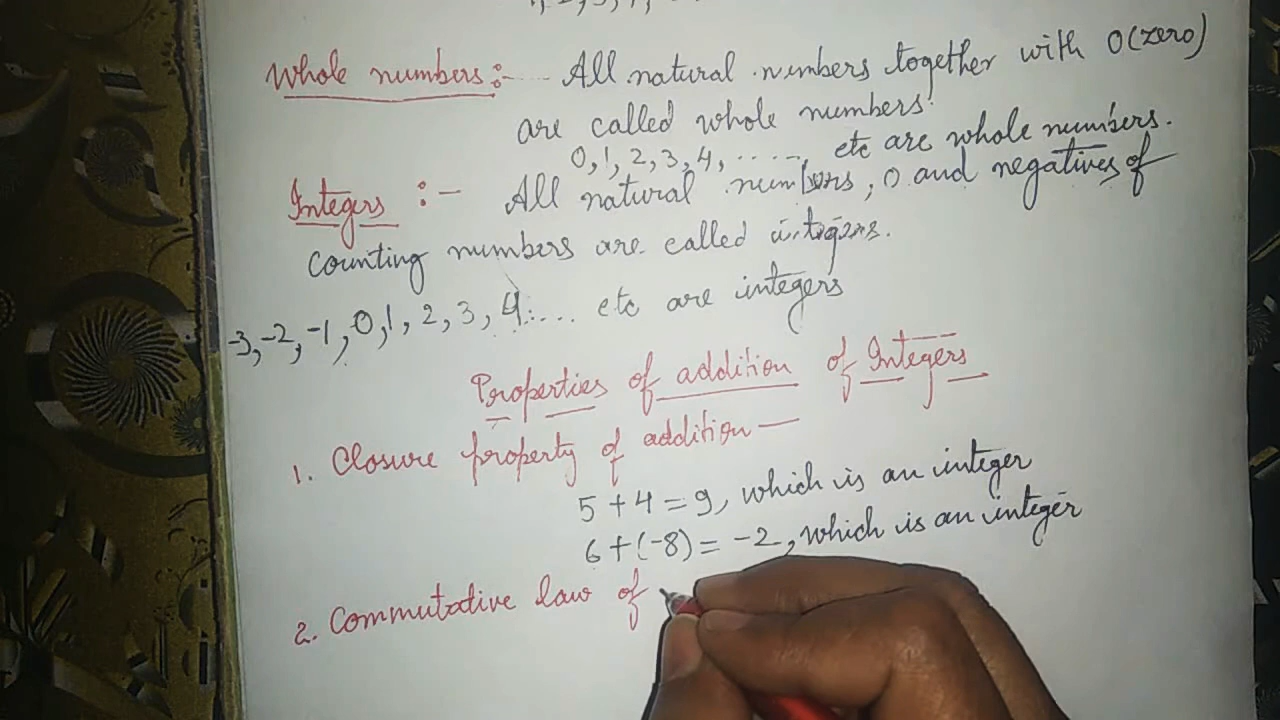 Whole numbers:- All natural numbers together with 0(zero)
are called whole numbers.
0, 1, 2, 3, 4, ....., etc are whole numbers.
Integers :- All natural numbers, 0 and negatives of
counting numbers are called integers.
-3, -2, -1, 0, 1, 2, 3, 4.... etc are integers
Properties of addition of Integers
1. Closure property of addition —
5 + 4 = 9, which is an integer
6 + (-8) = -2, which is an integer
2. Commutative law of